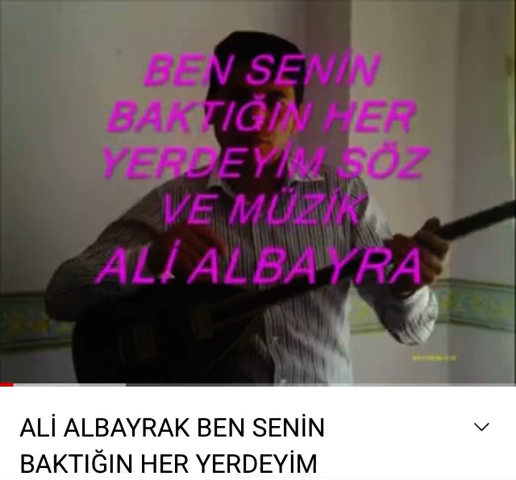 BEN SENİN
BAKTIĞIN HER
YERDEYİM SÖZ
VE MÜZİK
ALİ ALBAYRA
ALİ ALBAYRAK BEN SENİN
BAKTIĞIN HER YERDEYİM